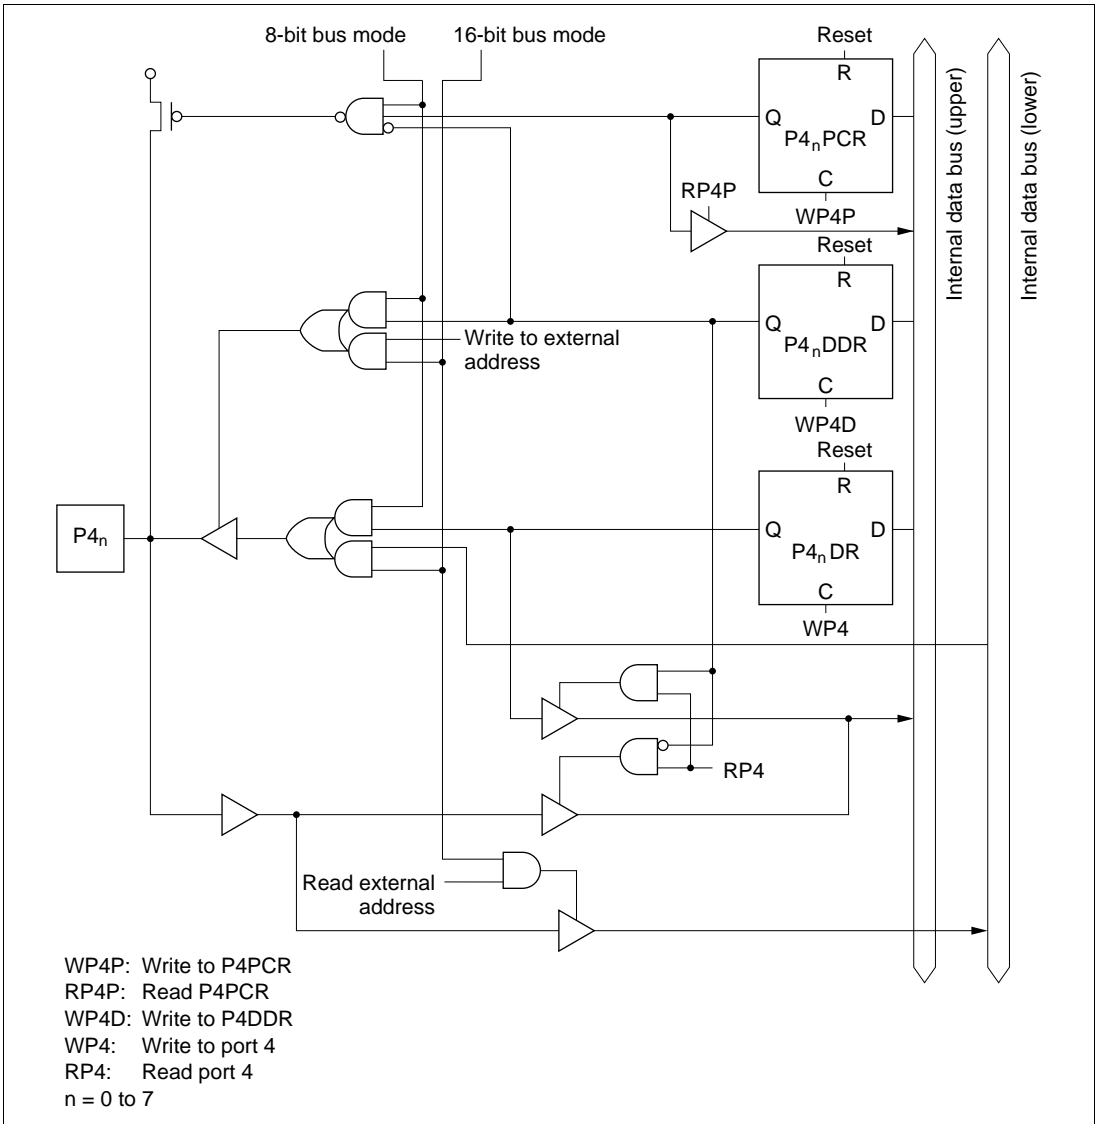 8-bit bus mode
16-bit bus mode
Reset
R
Q
D
P4nPCR
C
WP4P
RP4P
Internal data bus (upper)
Internal data bus (lower)
Reset
R
Q
D
P4nDDR
C
WP4D
Write to external
address
Reset
R
Q
D
P4nDR
C
WP4
P4n
RP4
Read external
address
WP4P: Write to P4PCR
RP4P: Read P4PCR
WP4D: Write to P4DDR
WP4: Write to port 4
RP4: Read port 4
n = 0 to 7